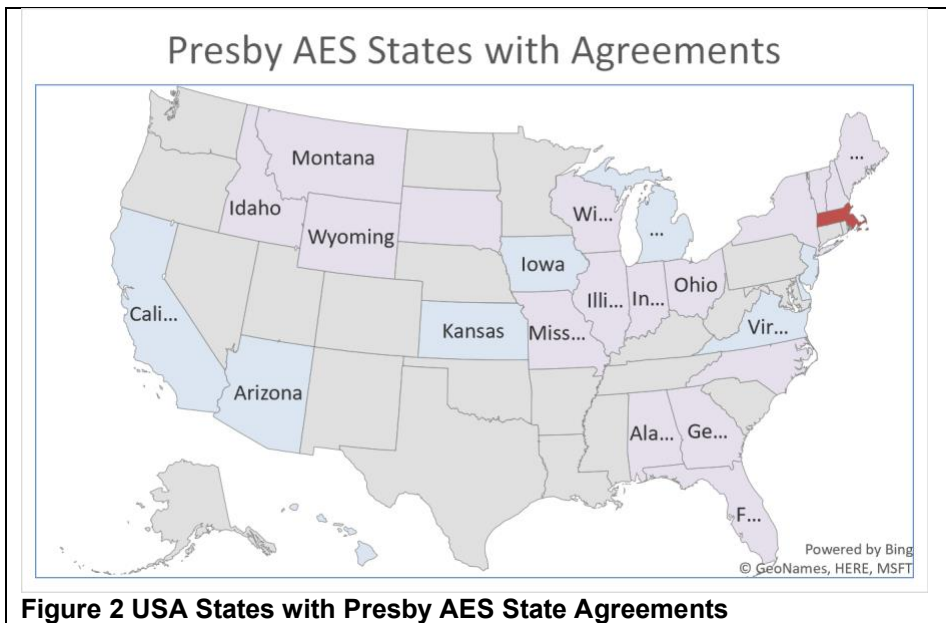 Presby AES States with Agreements
...
Montana
Idaho
Wi...
Wyoming
...
Iowa
Ohio
Illi...
In...
Cali...
Kansas
Miss...
Vir...
Arizona
Ala...
Ge...
F...
Powered by Bing
© GeoNames, HERE, MSFT
Figure 2 USA States with Presby AES State Agreements